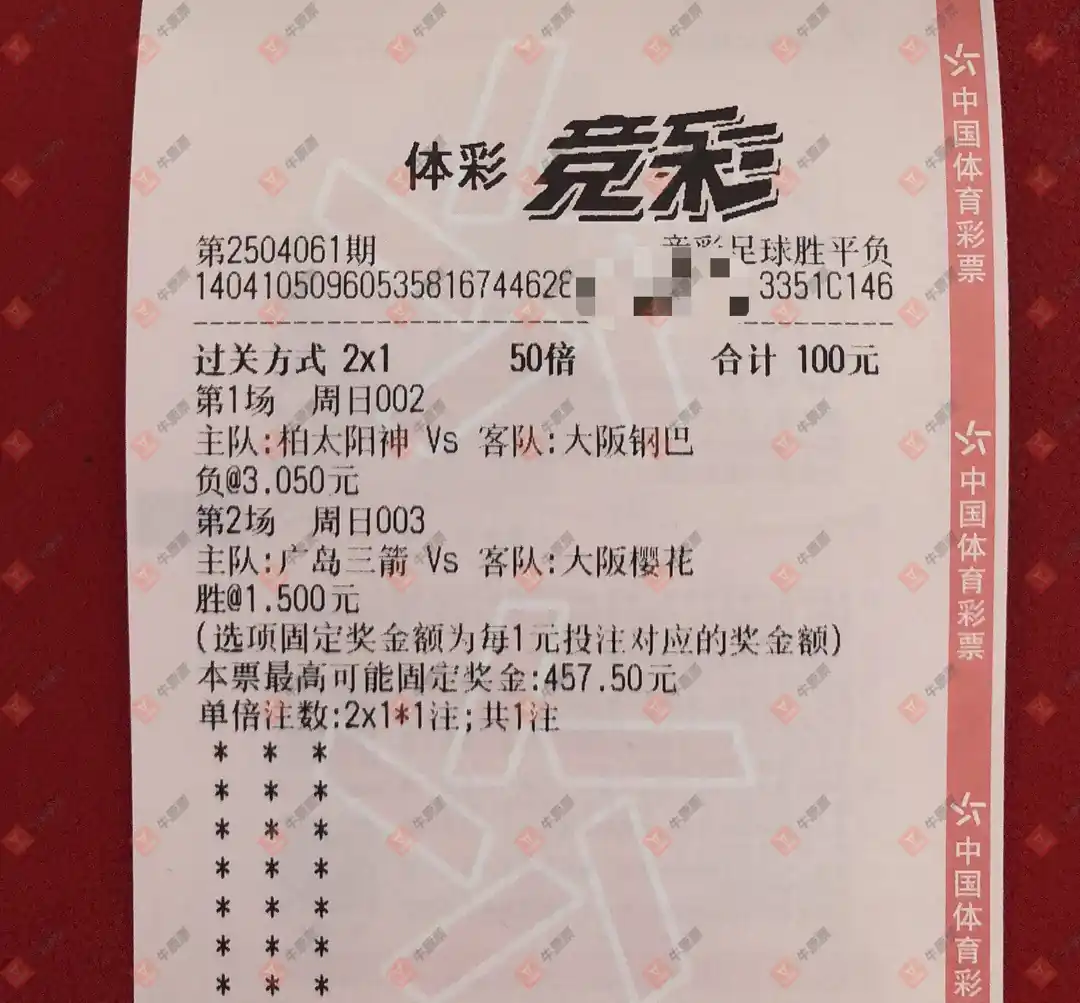 体彩 竞彩
第2504061期 竞彩足球胜平负
14041050960535816744628 3351C146
过关方式 2x1 50倍 合计 100元
第1场 周日002
主队:柏太阳神 Vs 客队:大阪钢巴
负@3.050元
第2场 周日003
主队:广岛三箭 Vs 客队:大阪樱花
胜@1.500元
(选项固定奖金额为每1元投注对应的奖金额)
本票最高可能固定奖金:457.50元
单倍注数:2x1*1注;共1注
* * *
* * *
* * *
* * *
* * *
* * *
* * *
中国体育彩票
中国体育彩票
中国体育彩